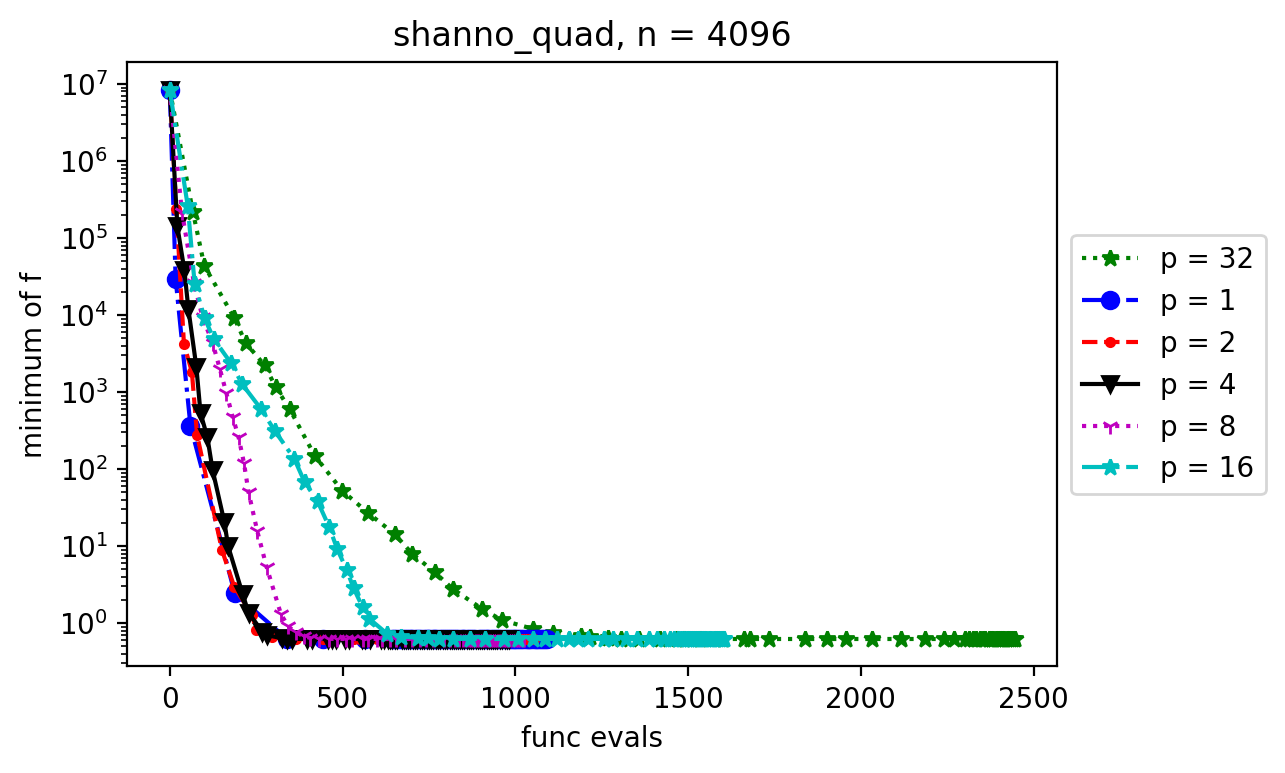 shanno_quad, n = 4096
10^7
10^6
10^5
10^4
10^3
10^2
10^1
10^0
minimum of f
0
500
1000
1500
2000
2500
func evals
p = 32
p = 1
p = 2
p = 4
p = 8
p = 16